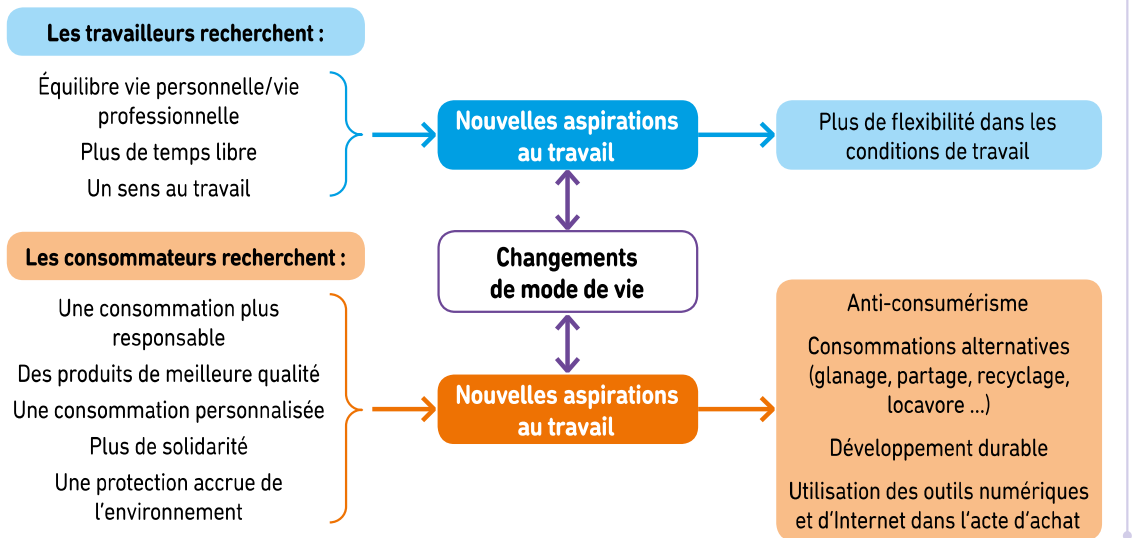 Les travailleurs recherchent :
Équilibre vie personnelle/vie
professionnelle
Plus de temps libre
Un sens au travail
Nouvelles aspirations
au travail
Plus de flexibilité dans les
conditions de travail
Changements
de mode de vie
Les consommateurs recherchent :
Une consommation plus
responsable
Des produits de meilleure qualité
Une consommation personnalisée
Plus de solidarité
Une protection accrue de
l'environnement
Nouvelles aspirations
au travail
Anti-consumérisme
Consommations alternatives
(glanage, partage, recyclage,
locavore ...)
Développement durable
Utilisation des outils numériques
et d'Internet dans l'acte d'achat